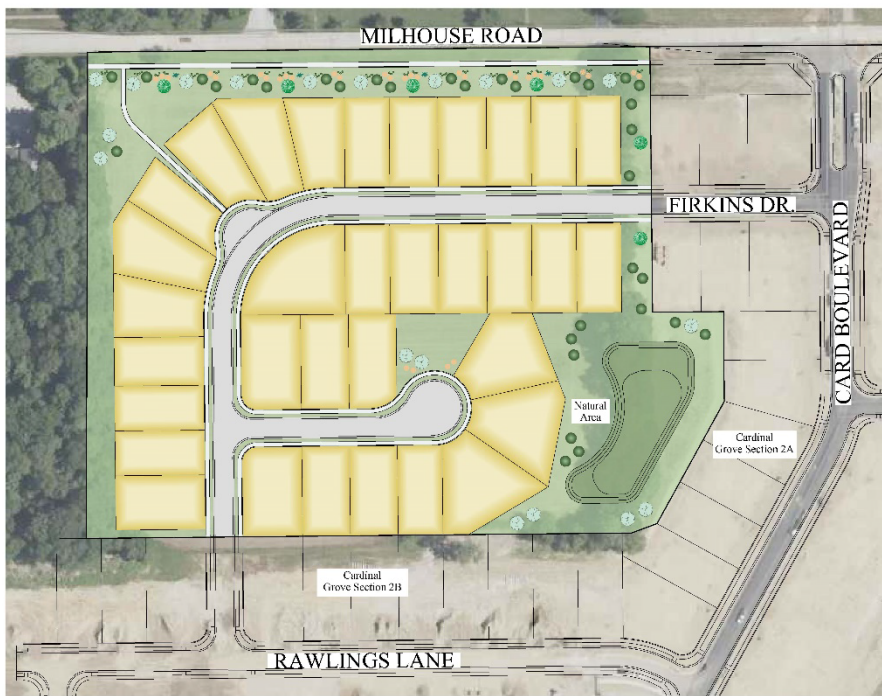 MILHOUSE ROAD
FIRKINS DR.
CARD BOULEVARD
Natural
Area
Cardinal
Grove Section 2A
Cardinal
Grove Section 2B
RAWLINGS LANE